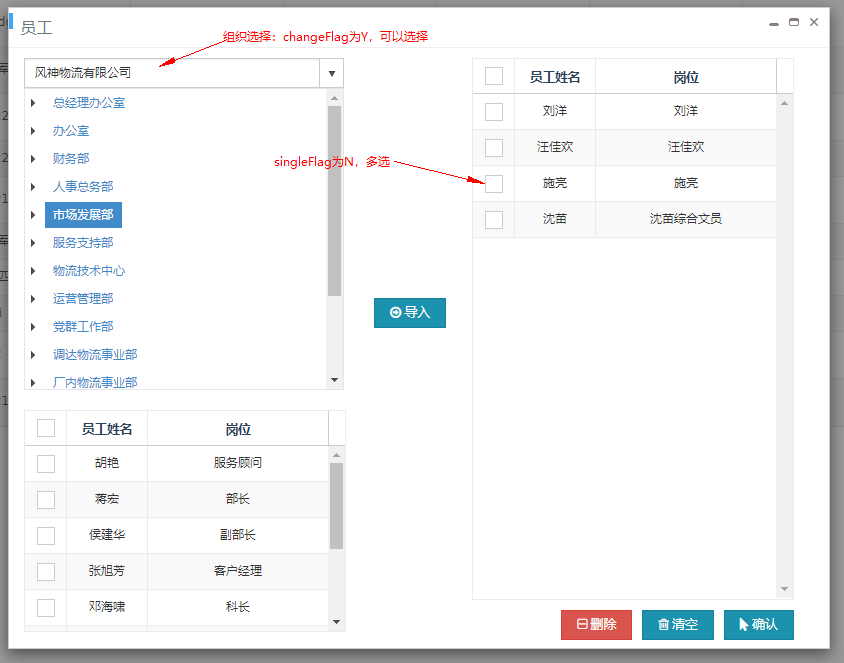 员工
组织选择：changeFlag为Y，可以选择
风神物流有限公司
总经理办公室
办公室
财务部
人事总务部
市场发展部
服务支持部
物流技术中心
运营管理部
党群工作部
调达物流事业部
厂内物流事业部
员工姓名 岗位
胡艳 服务顾问
蒋宏 部长
侯建华 副部长
张旭芳 客户经理
邓海啸 科长
singleFlag为N，多选
导入
员工姓名 岗位
刘洋 刘洋
汪佳欢 汪佳欢
施亮 施亮
沈苗 沈苗综合文员
删除 清空 确认